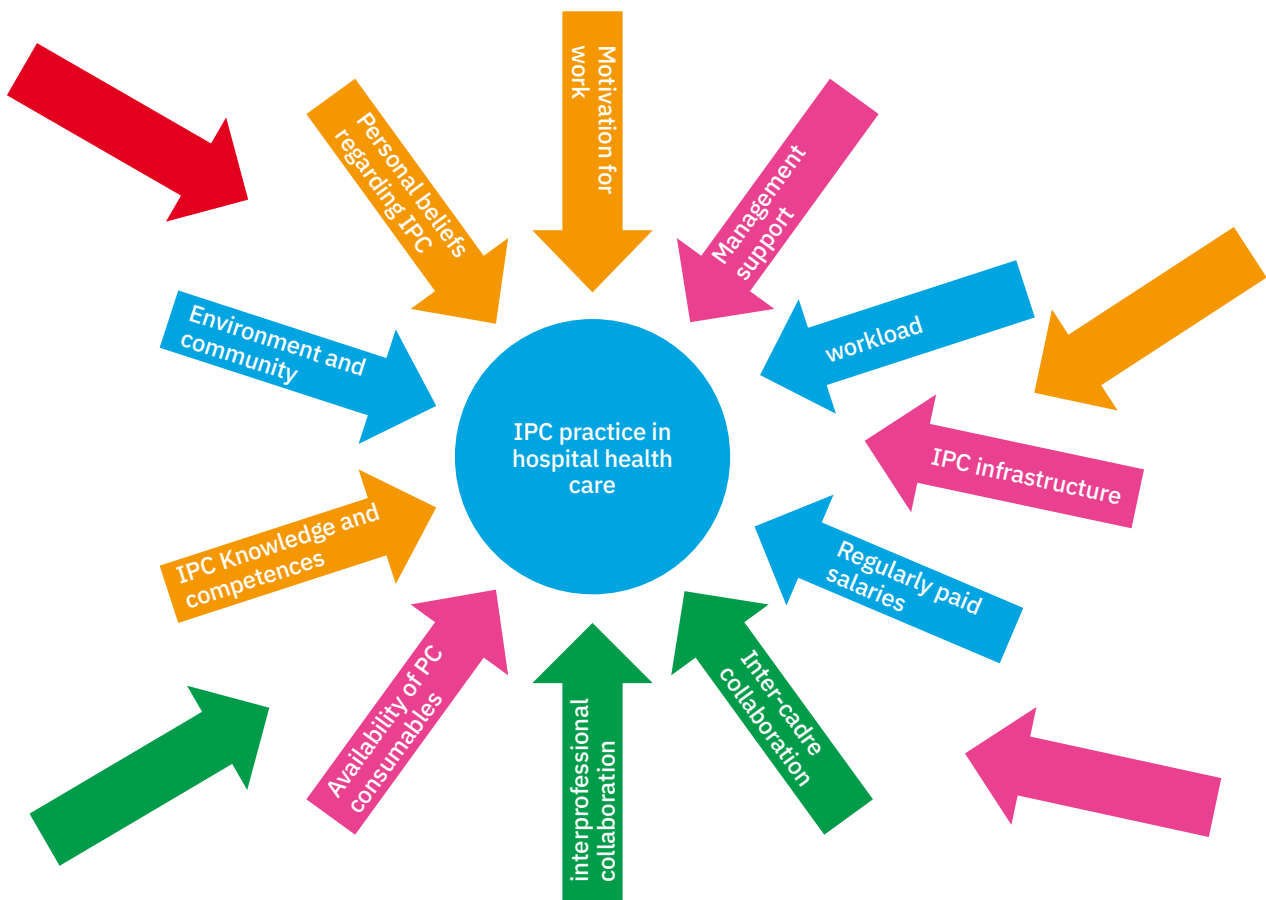 Motivation for
work
Personal beliefs
regarding IPC
Management
support
Environment and
community
workload
IPC practice in
hospital health
care
IPC infrastructure
IPC Knowledge and
competences
Regularly paid
salaries
Availability of PC
consumables
interprofessional
collaboration
Inter-cadre
collaboration